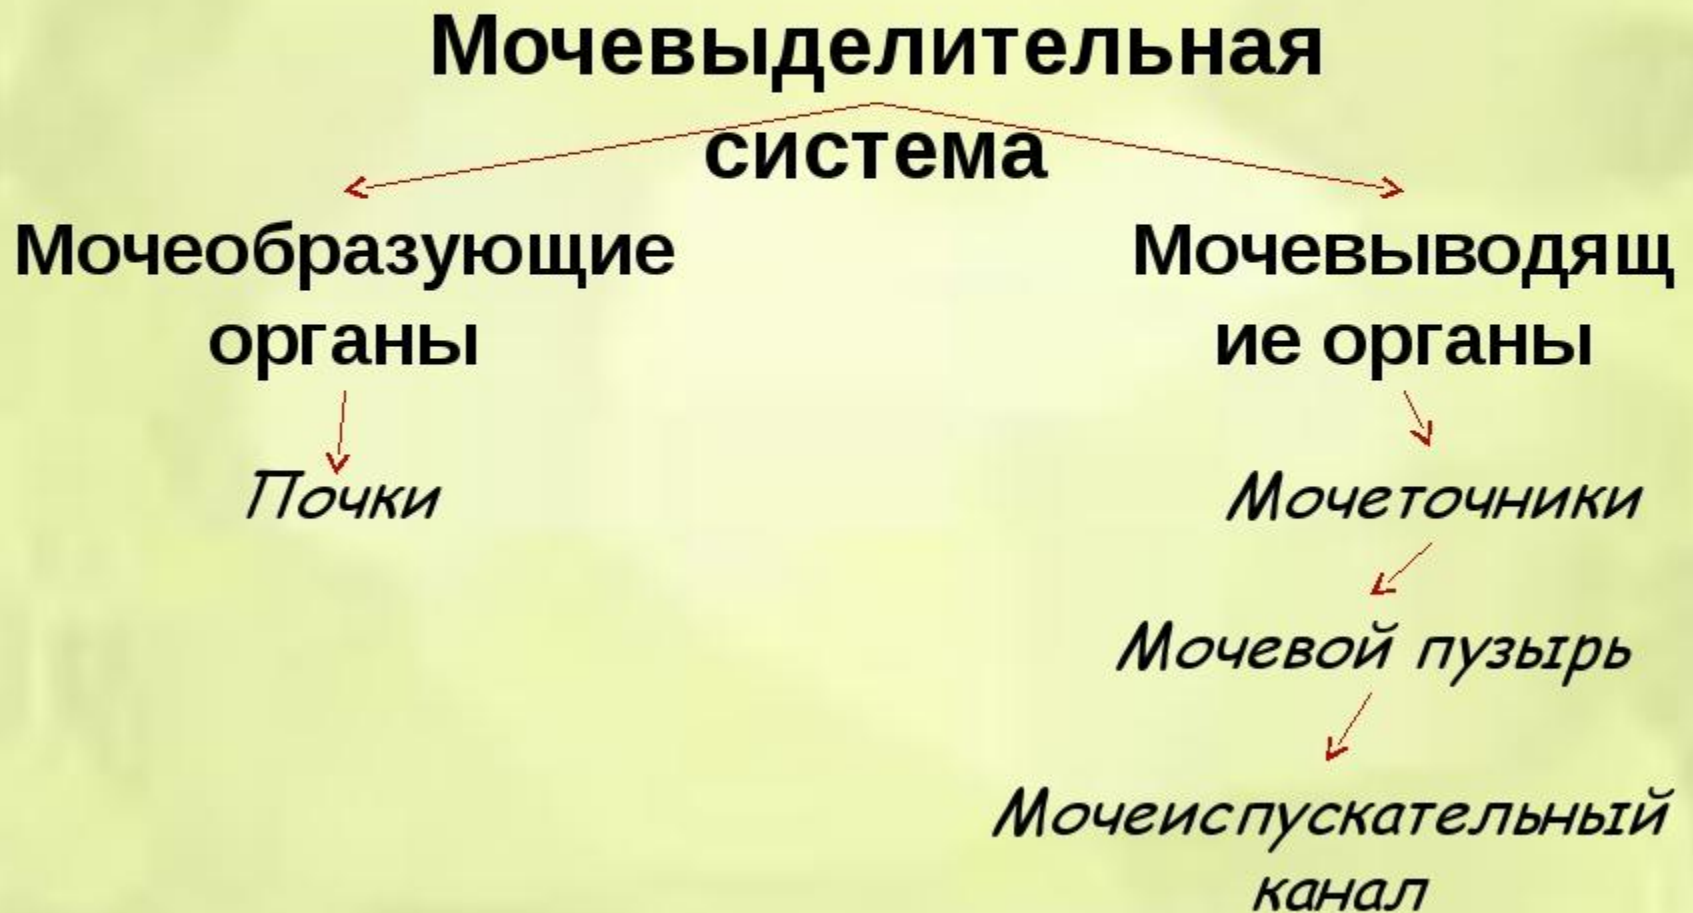 Мочевыделительная
система
Мочеобразующие
органы
Почки
Мочевыводящ
ие органы
Мочеточники
Мочевой пузырь
Мочеиспускательный
канал